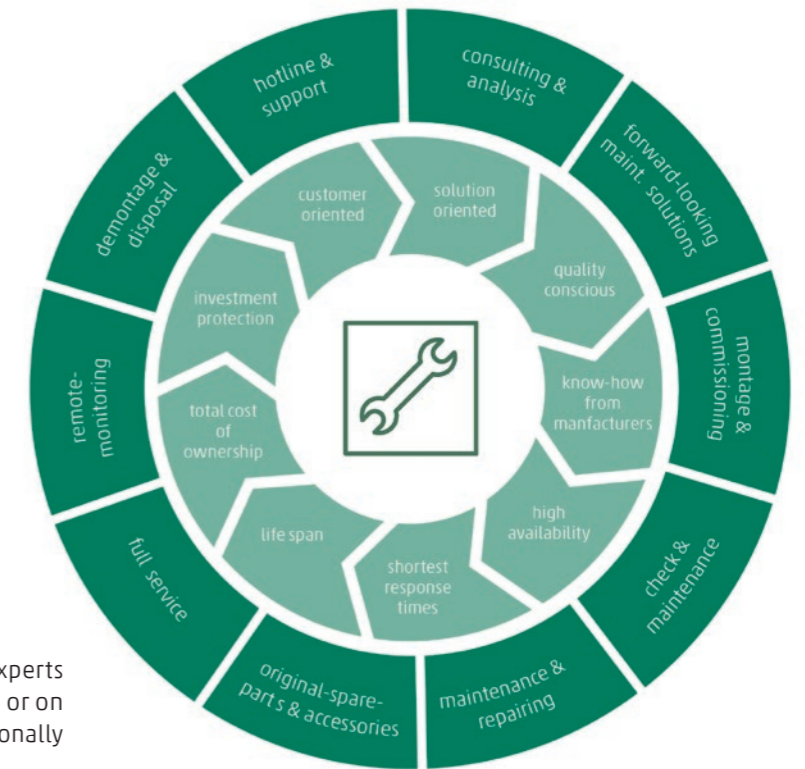 hotline &
support
consulting &
analysis
forward-looking
maint. solutions
montage &
commissioning
check &
maintenance
maintenance &
repairing
original-spare-
parts & accessories
full service
remote-
monitoring
demontage &
disposal
customer
oriented
solution
oriented
quality
conscious
know-how
from
manfacturers
high
availability
shortest
response
times
life span
total cost
of
ownership
investment
protection
xperts
or on
onally